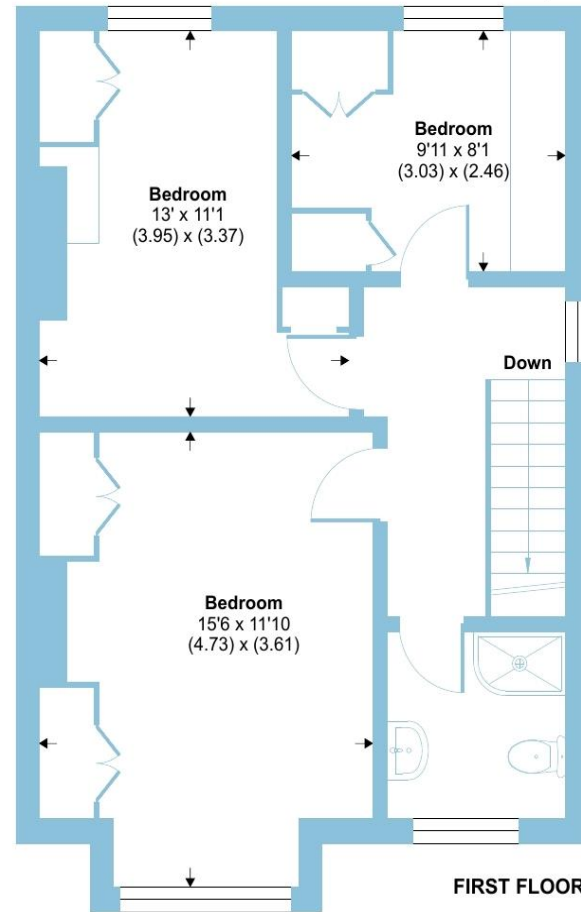 Bedroom
13' x 11'1
(3.95) x (3.37)
Bedroom
9'11 x 8'1
(3.03) x (2.46)
Down
Bedroom
15'6 x 11'10
(4.73) x (3.61)
FIRST FLOOR